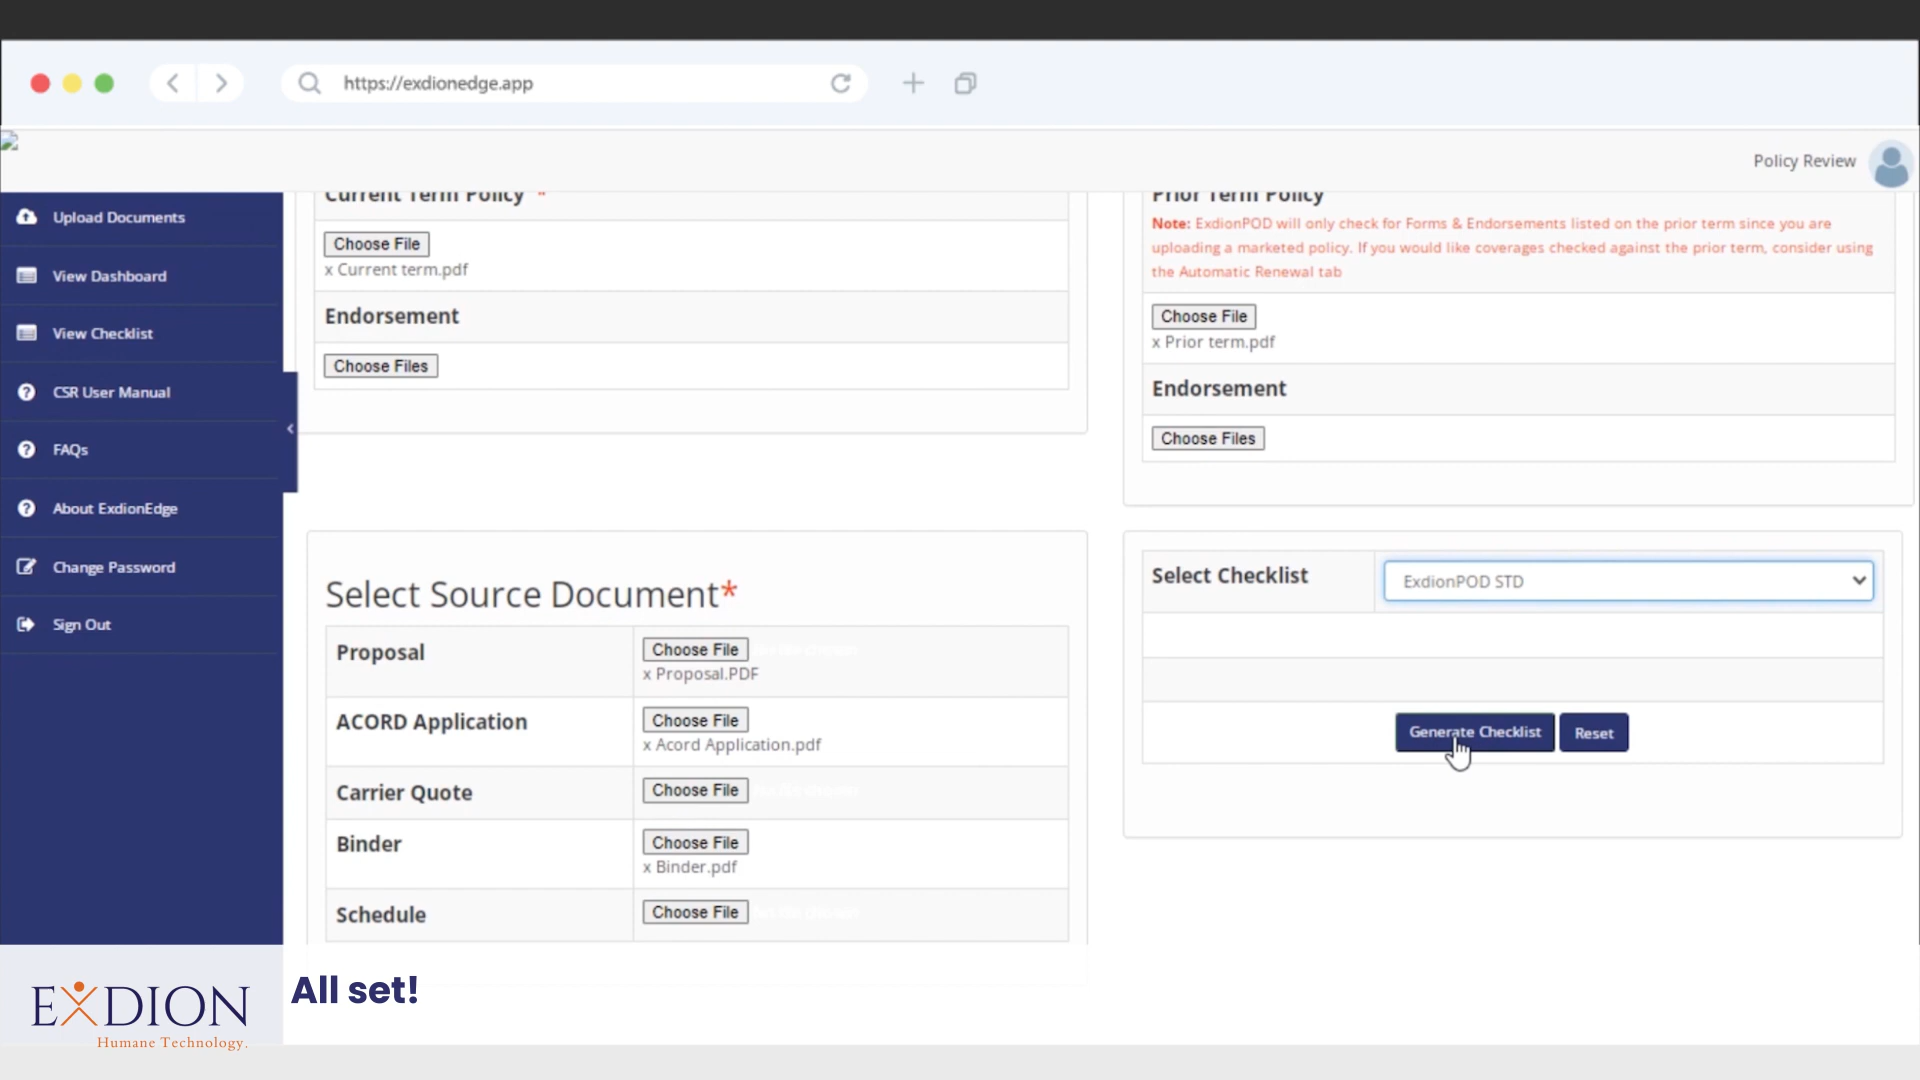 https://exdionedge.app
Policy Review
Upload Documents
View Dashboard
View Checklist
CSR User Manual
FAQs
About ExdionEdge
Change Password
Sign Out
Current Term Policy *
Choose File
x Current term.pdf
Endorsement
Choose Files
Prior Term Policy
Note: ExdionPOD will only check for Forms & Endorsements listed on the prior term since you are
uploading a marketed policy. If you would like coverages checked against the prior term, consider using
the Automatic Renewal tab
Choose File
x Prior term.pdf
Endorsement
Choose Files
Select Source Document*
Proposal
Choose File
x Proposal.PDF
ACORD Application
Choose File
x Acord Application.pdf
Carrier Quote
Choose File
Binder
Choose File
x Binder.pdf
Schedule
Choose File
Select Checklist
ExdionPOD STD
Generate Checklist
Reset
EXDION
Humane Technology.
All set!